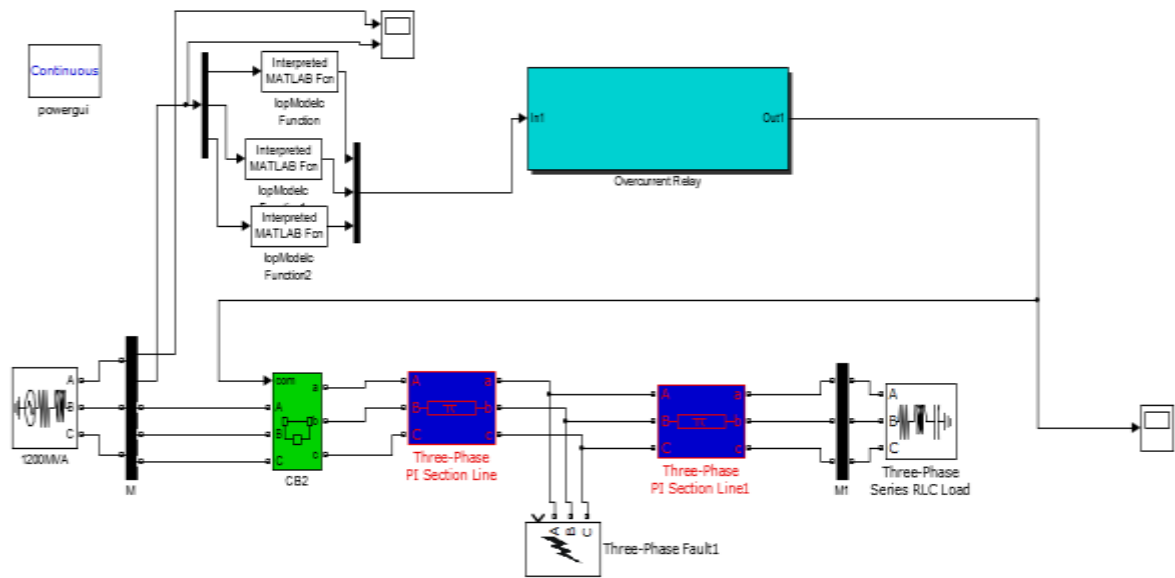 Continuous
powergui
Interpreted
MATLAB Fcn
IopModelc
Function
Interpreted
MATLAB Fcn
IopModelc
Interpreted
MATLAB Fcn
IopModelc
Function2
In1
Out1
Overcurrent Relay
A
B
C
1200MVA
M
com
A
B
C
a
b
c
CB2
A
B
C
a
b
c
Three-Phase
PI Section Line
A
B
C
a
b
c
Three-Phase
PI Section Line1
M1
A
B
C
Three-Phase
Series RLC Load
A
B
C
Three-Phase Fault1